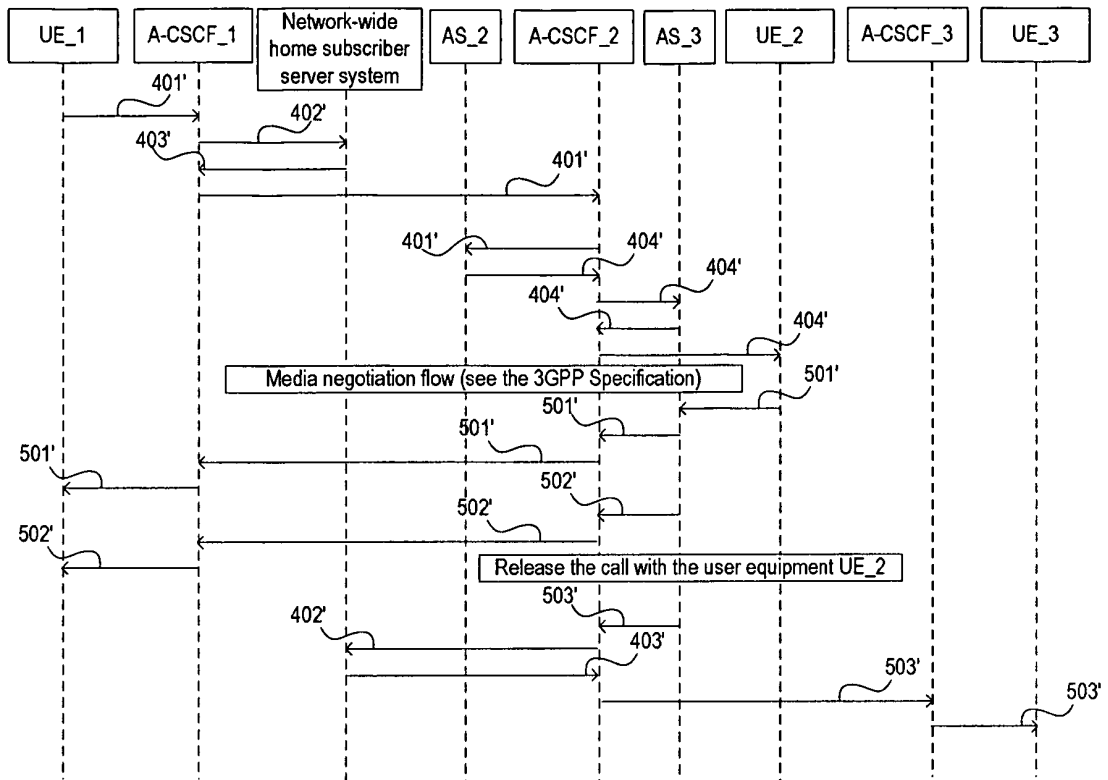 UE_1
A-CSCF_1
Network-wide
home subscriber
server system
AS_2
A-CSCF_2
AS_3
UE_2
A-CSCF_3
UE_3
401'
402'
403'
401'
401'
404'
404'
404'
404'
Media negotiation flow (see the 3GPP Specification)
501'
501'
501'
501'
502'
502'
502'
Release the call with the user equipment UE_2
503'
402'
403'
503'
503'